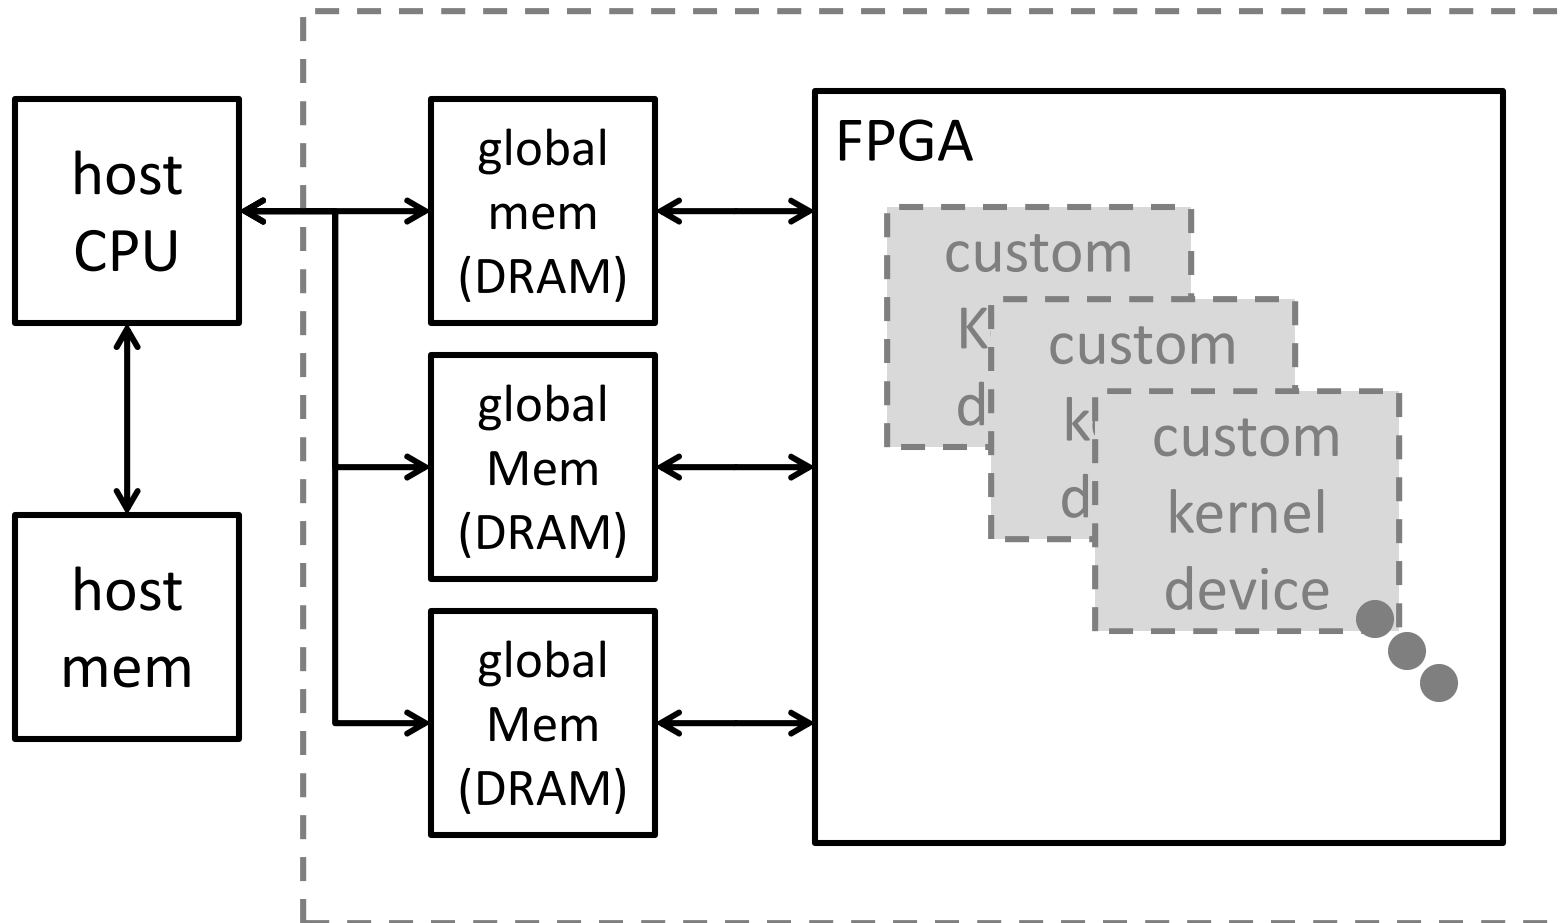 host
CPU
host
mem
global
mem
(DRAM)
global
Mem
(DRAM)
global
Mem
(DRAM)
FPGA
custom
custom
custom
kernel
device